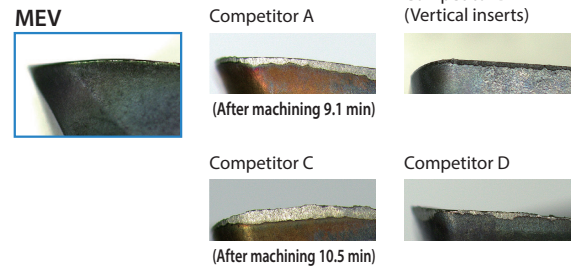 MEV
Competitor A
(Vertical inserts)
(After machining 9.1 min)
Competitor C
Competitor D
(After machining 10.5 min)